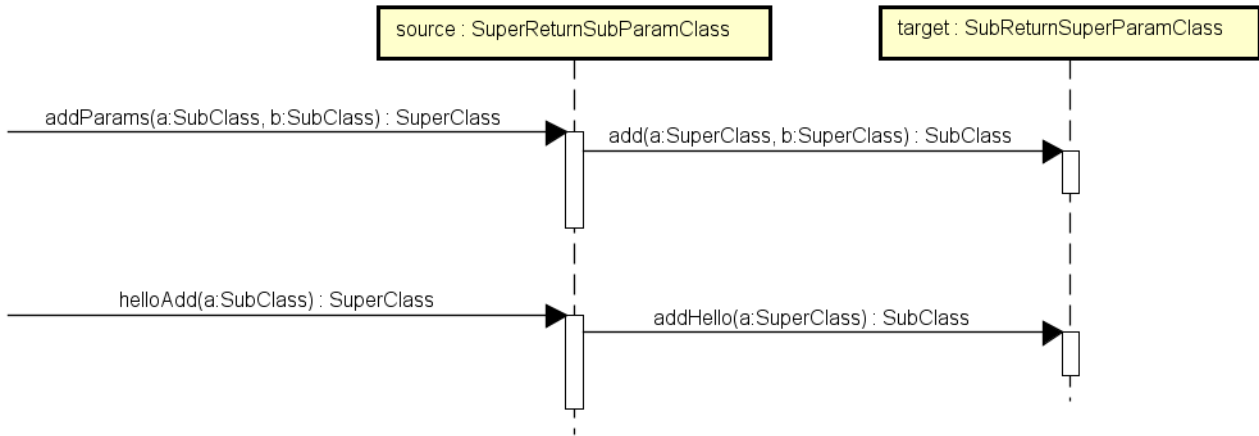 source : SuperReturnSubParamClass
target : SubReturnSuperParamClass
addParams(a:SubClass, b:SubClass) : SuperClass
add(a:SuperClass, b:SuperClass) : SubClass
helloAdd(a:SubClass) : SuperClass
addHello(a:SuperClass) : SubClass